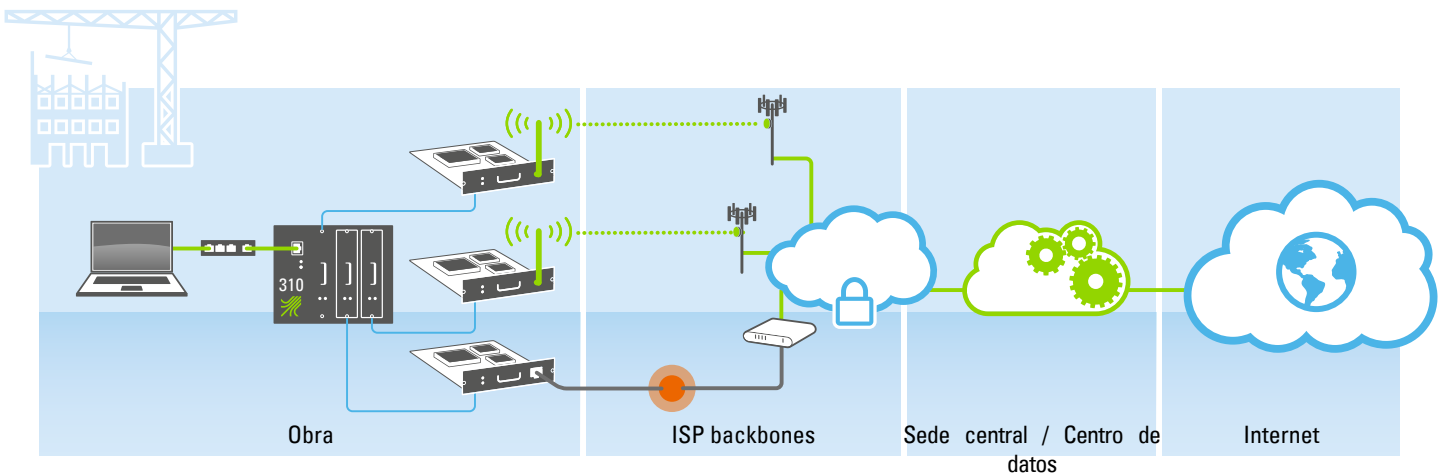 310
Obra
ISP backbones
Sede central / Centro de
datos
Internet